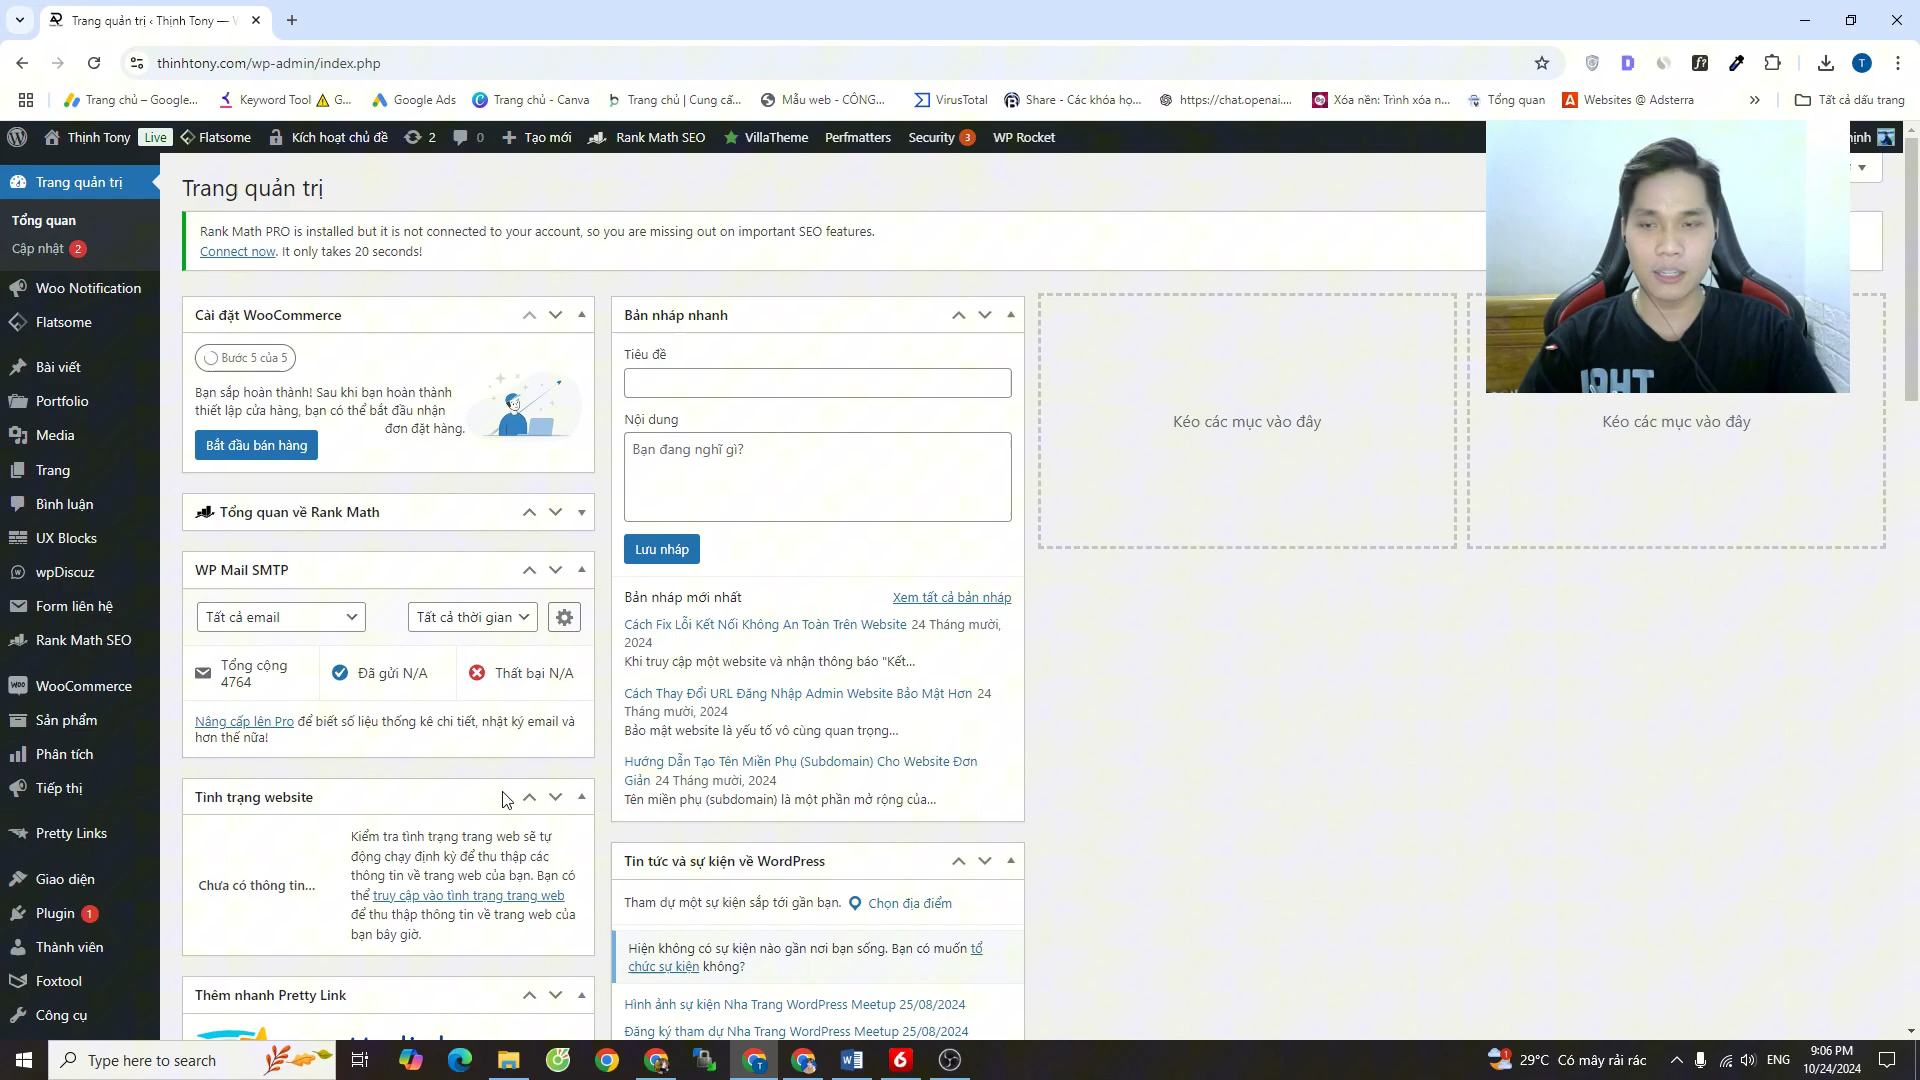 Trang quản trị ‹ Thịnh Tony —
thinhtony.com/wp-admin/index.php
T
Trang chủ – Google...
Keyword Tool
G...
Google Ads
Trang chủ - Canva
Trang chủ | Cung cấ...
Mẫu web - CÔNG...
VirusTotal
Share - Các khóa họ...
https://chat.openai....
Xóa nền: Trình xóa n...
Tổng quan
Websites @ Adsterra
»
Tất cả dấu trang
Thịnh Tony
Live
Flatsome
Kích hoạt chủ đề
2
0
Tạo mới
Rank Math SEO
VillaTheme
Perfmatters
Security 3
WP Rocket
Trang quản trị
Tổng quan
Cập nhật 2
Woo Notification
Flatsome
Bài viết
Portfolio
Media
Trang
Bình luận
UX Blocks
wpDiscuz
Form liên hệ
Rank Math SEO
WooCommerce
Sản phẩm
Phân tích
Tiếp thị
Pretty Links
Giao diện
Plugin 1
Thành viên
Foxtool
Công cụ
Trang quản trị
Rank Math PRO is installed but it is not connected to your account, so you are missing out on important SEO features.
Connect now. It only takes 20 seconds!
Cài đặt WooCommerce
Bước 5 của 5
Bạn sắp hoàn thành! Sau khi bạn hoàn thành
thiết lập cửa hàng, bạn có thể bắt đầu nhận
đơn đặt hàng.
Bắt đầu bán hàng
Tổng quan về Rank Math
WP Mail SMTP
Tất cả email
Tất cả thời gian
Tổng cộng
4764
Đã gửi N/A
Thất bại N/A
Nâng cấp lên Pro để biết số liệu thống kê chi tiết, nhật ký email và
hơn thế nữa!
Tình trạng website
Chưa có thông tin...
Kiểm tra tình trạng trang web sẽ tự
động chạy định kỳ để thu thập các
thông tin về trang web của bạn. Bạn có
thể truy cập vào tình trạng trang web
để thu thập thông tin về trang web của
bạn bây giờ.
Thêm nhanh Pretty Link
Bản nháp nhanh
Tiêu đề
Nội dung
Bạn đang nghĩ gì?
Lưu nháp
Bản nháp mới nhất
Xem tất cả bản nháp
Cách Fix Lỗi Kết Nối Không An Toàn Trên Website 24 Tháng mười,
2024
Khi truy cập một website và nhận thông báo "Kết...
Cách Thay Đổi URL Đăng Nhập Admin Website Bảo Mật Hơn 24
Tháng mười, 2024
Bảo mật website là yếu tố vô cùng quan trọng...
Hướng Dẫn Tạo Tên Miền Phụ (Subdomain) Cho Website Đơn
Giản 24 Tháng mười, 2024
Tên miền phụ (subdomain) là một phần mở rộng của...
Tin tức và sự kiện về WordPress
Tham dự một sự kiện sắp tới gần bạn.
Chọn địa điểm
Hiện không có sự kiện nào gần nơi bạn sống. Bạn có muốn tổ
chức sự kiện không?
Hình ảnh sự kiện Nha Trang WordPress Meetup 25/08/2024
Đăng ký tham dự Nha Trang WordPress Meetup 25/08/2024
Kéo các mục vào đây
Kéo các mục vào đây
Type here to search
29°C
Có mây rải rác
ENG
9:06 PM
10/24/2024